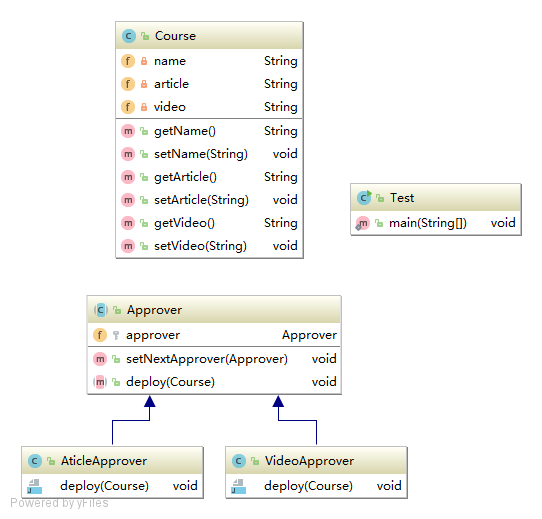 Course
name String
article String
video String
getName() String
setName(String) void
getArticle() String
setArticle(String) void
getVideo() String
setVideo(String) void
Test
main(String[]) void
Approver
approver Approver
setNextApprover(Approver) void
deploy(Course) void
AticleApprover
deploy(Course) void
VideoApprover
deploy(Course) void
Powered by yFiles